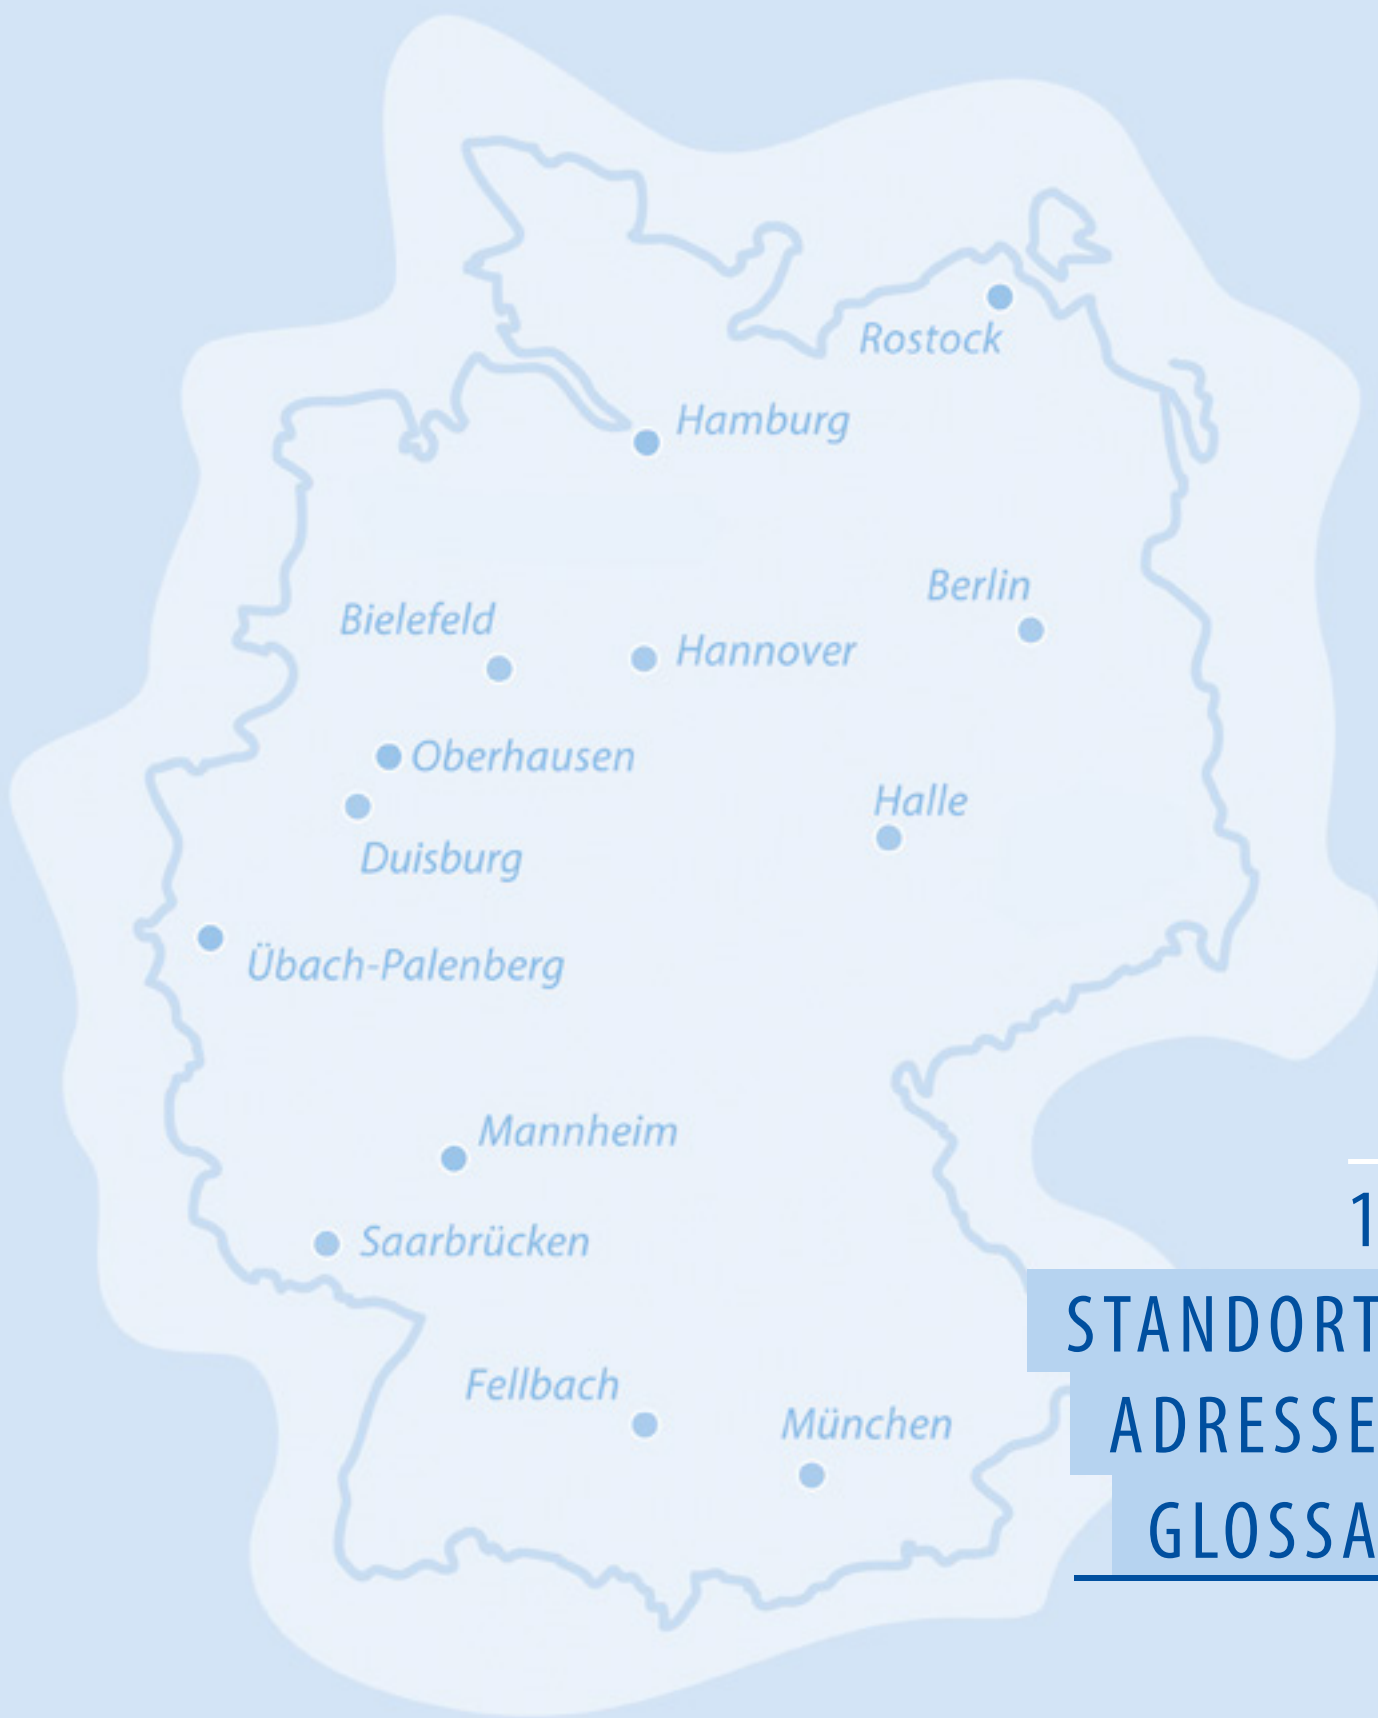 Rostock
Hamburg
Berlin
Bielefeld
Hannover
Oberhausen
Halle
Duisburg
Übach-Palenberg
Mannheim
Saarbrücken
Fellbach
München
1
STANDORT
ADRESSE
GLOSSA